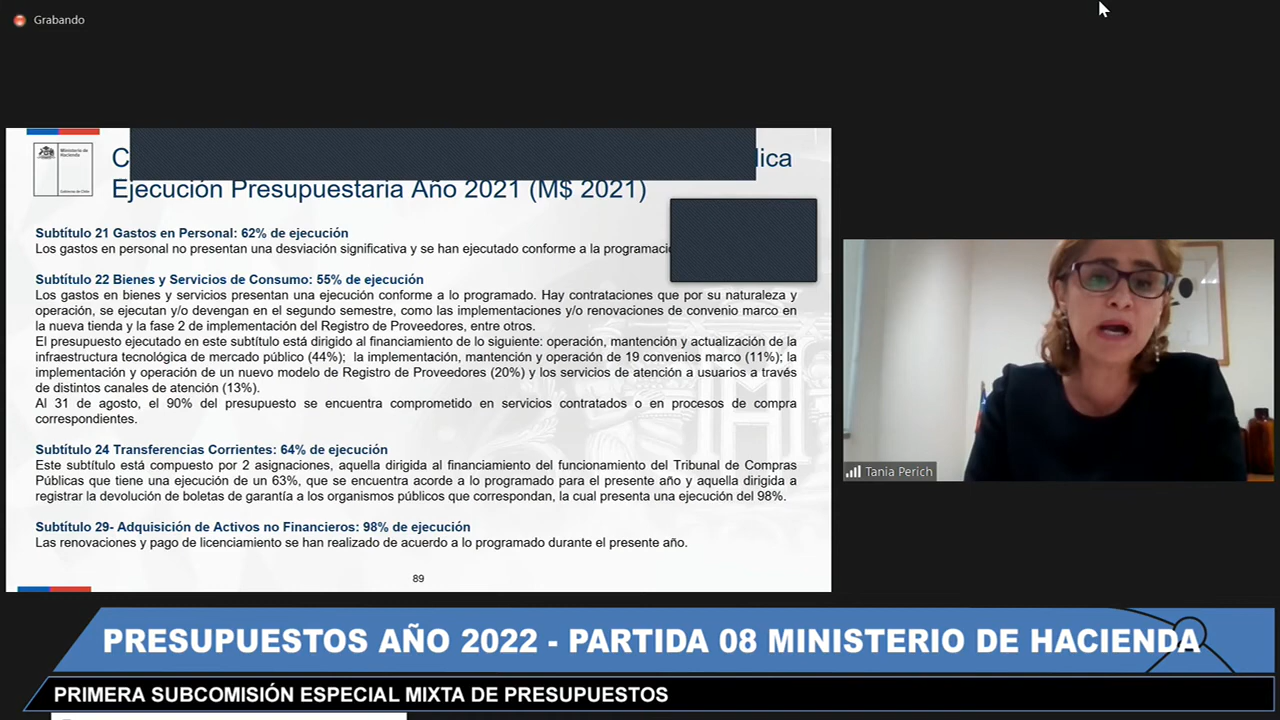 Grabando
Ministerio de
Hacienda
Gobierno de Chile
lica
Ejecución Presupuestaria Año 2021 (M$ 2021)
Subtítulo 21 Gastos en Personal: 62% de ejecución
Los gastos en personal no presentan una desviación significativa y se han ejecutado conforme a la
Subtítulo 22 Bienes y Servicios de Consumo: 55% de ejecución
Los gastos en bienes y servicios presentan una ejecución conforme a lo programado. Hay contrataciones que por su naturaleza y
operación, se ejecutan y/o devengan en el segundo semestre, como las implementaciones y/o renovaciones de convenio marco en
la nueva tienda y la fase 2 de implementación del Registro de Proveedores, entre otros.
El presupuesto ejecutado en este subtítulo está dirigido al financiamiento de lo siguiente: operación, mantención y actualización de la
infraestructura tecnológica de mercado público (44%); la implementación, mantención y operación de 19 convenios marco (11%); la
implementación y operación de un nuevo modelo de Registro de Proveedores (20%) y los servicios de atención a usuarios a través
de distintos canales de atención (13%).
Al 31 de agosto, el 90% del presupuesto se encuentra comprometido en servicios contratados o en procesos de compra
correspondientes.
Subtítulo 24 Transferencias Corrientes: 64% de ejecución
Este subtítulo está compuesto por 2 asignaciones, aquella dirigida al financiamiento del funcionamiento del Tribunal de Compras
Públicas que tiene una ejecución de un 63%, que se encuentra acorde a lo programado para el presente año y aquella dirigida a
registrar la devolución de boletas de garantía a los organismos públicos que correspondan, la cual presenta una ejecución del 98%.
Subtítulo 29- Adquisición de Activos no Financieros: 98% de ejecución
Las renovaciones y pago de licenciamiento se han realizado de acuerdo a lo programado durante el presente año.
89
Tania Perich
PRESUPUESTOS AÑO 2022 - PARTIDA 08 MINISTERIO DE HACIENDA
PRIMERA SUBCOMISIÓN ESPECIAL MIXTA DE PRESUPUESTOS